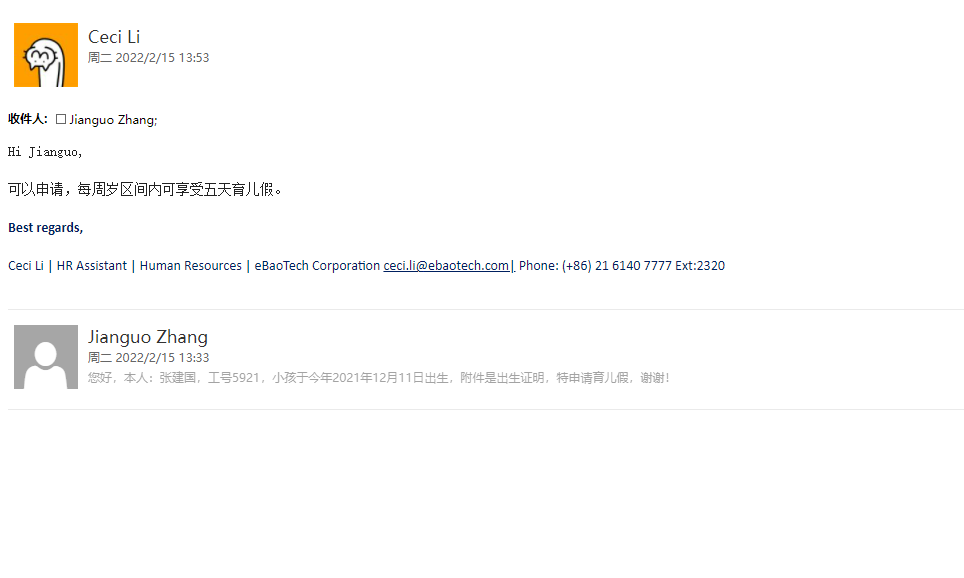 Ceci Li
周二 2022/2/15 13:53
收件人: Jianguo Zhang;
Hi Jianguo,
可以申请，每周岁区间内可享受五天育儿假。
Best regards,
Ceci Li | HR Assistant | Human Resources | eBaoTech Corporation ceci.li@ebaotech.com| Phone: (+86) 21 6140 7777 Ext:2320
Jianguo Zhang
周二 2022/2/15 13:33
您好，本人：张建国，工号5921，小孩于今年2021年12月11日出生，附件是出生证明，特申请育儿假，谢谢！